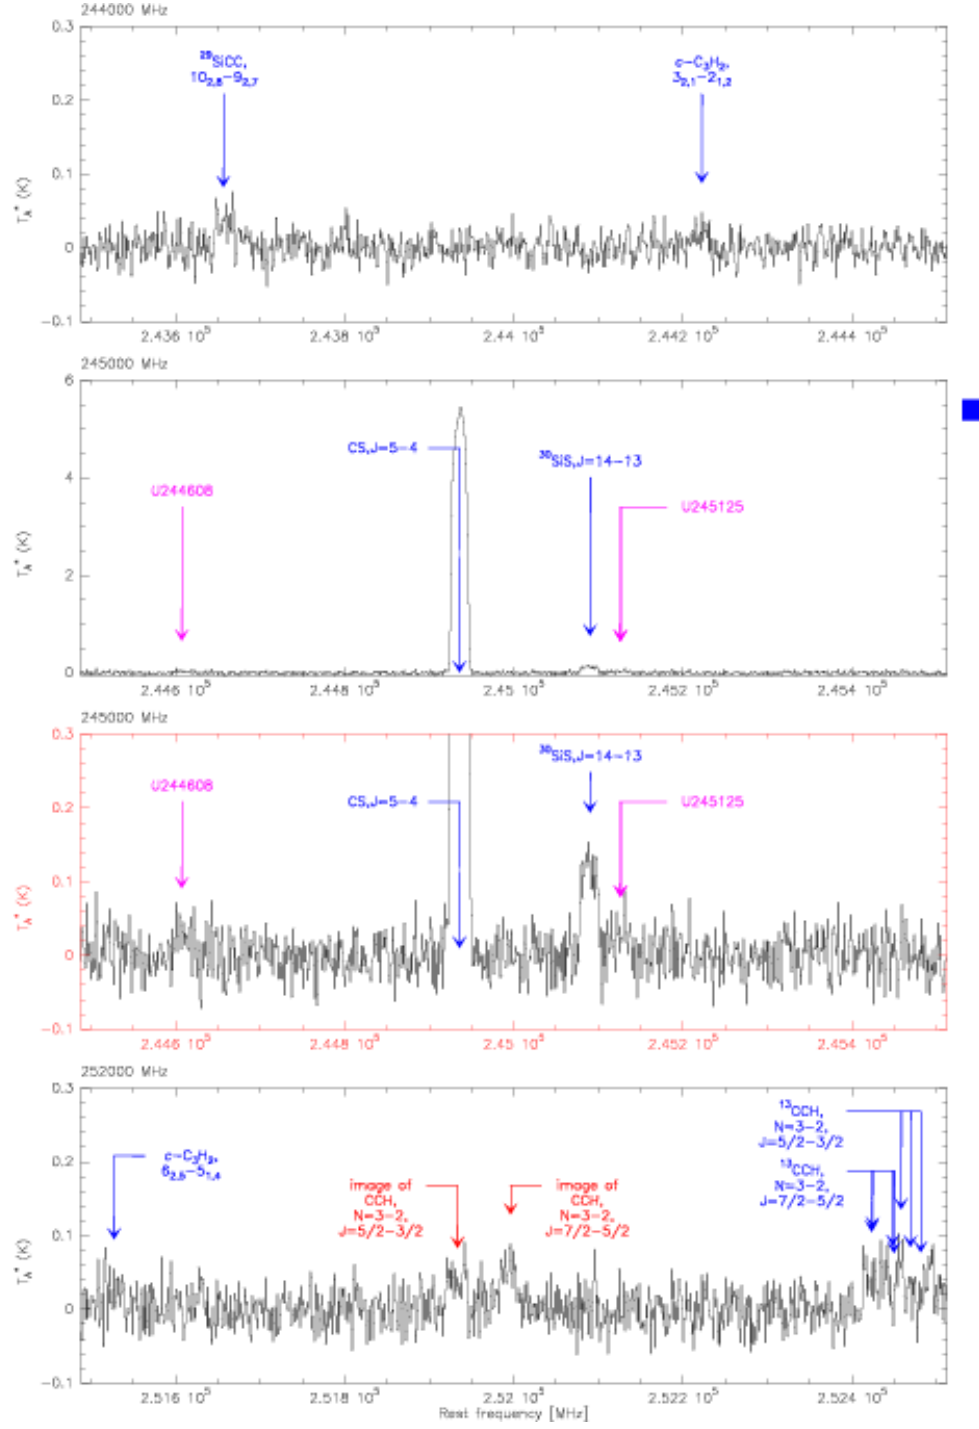 244000 MHz
0.3
²⁹SiCC,
10₂,₈−9₂,₇
c−C₃H₂,
3₂,₁−2₁,₂
0.2
0.1
0
−0.1
T_A* (K)
2.436 10⁵
2.438 10⁵
2.44 10⁵
2.442 10⁵
2.444 10⁵
245000 MHz
6
CS,J=5−4
³⁰SiS,J=14−13
4
U244608
U245125
2
0
T_A* (K)
2.446 10⁵
2.448 10⁵
2.45 10⁵
2.452 10⁵
2.454 10⁵
245000 MHz
0.3
³⁰SiS,J=14−13
U244608
CS,J=5−4
U245125
0.2
0.1
0
−0.1
T_A* (K)
2.446 10⁵
2.448 10⁵
2.45 10⁵
2.452 10⁵
2.454 10⁵
252000 MHz
0.3
c−C₃H₂,
6₂,₅−5₁,₄
image of
CCH,
N=3−2,
J=5/2−3/2
image of
CCH,
N=3−2,
J=7/2−5/2
¹³CCH,
N=3−2,
J=5/2−3/2
¹³CCH,
N=3−2,
J=7/2−5/2
0.2
0.1
0
−0.1
T_A* (K)
2.516 10⁵
2.518 10⁵
2.52 10⁵
2.522 10⁵
2.524 10⁵
Rest frequency [MHz]